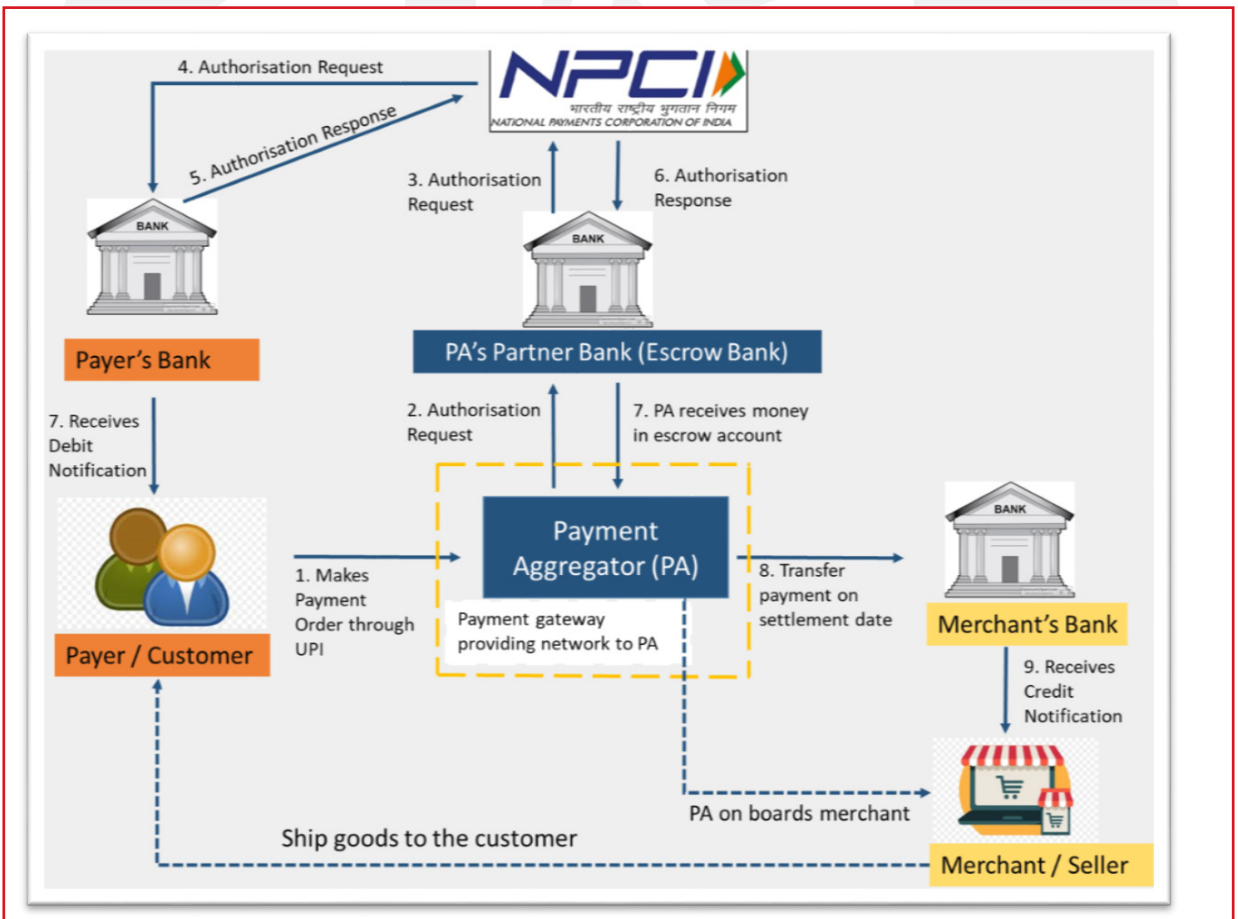 4. Authorisation Request
NPCI
भारतीय राष्ट्रीय भुगतान निगम
NATIONAL PAYMENTS CORPORATION OF INDIA
5. Authorisation Response
3. Authorisation
Request
6. Authorisation
Response
BANK
BANK
Payer's Bank
PA's Partner Bank (Escrow Bank)
7. Receives
Debit
Notification
2. Authorisation
Request
7. PA receives money
in escrow account
Payment
Aggregator (PA)
BANK
1. Makes
Payment
Order through
UPI
Payment gateway
providing network to PA
8. Transfer
payment on
settlement date
Merchant's Bank
Payer / Customer
9. Receives
Credit
Notification
PA on boards merchant
Ship goods to the customer
Merchant / Seller